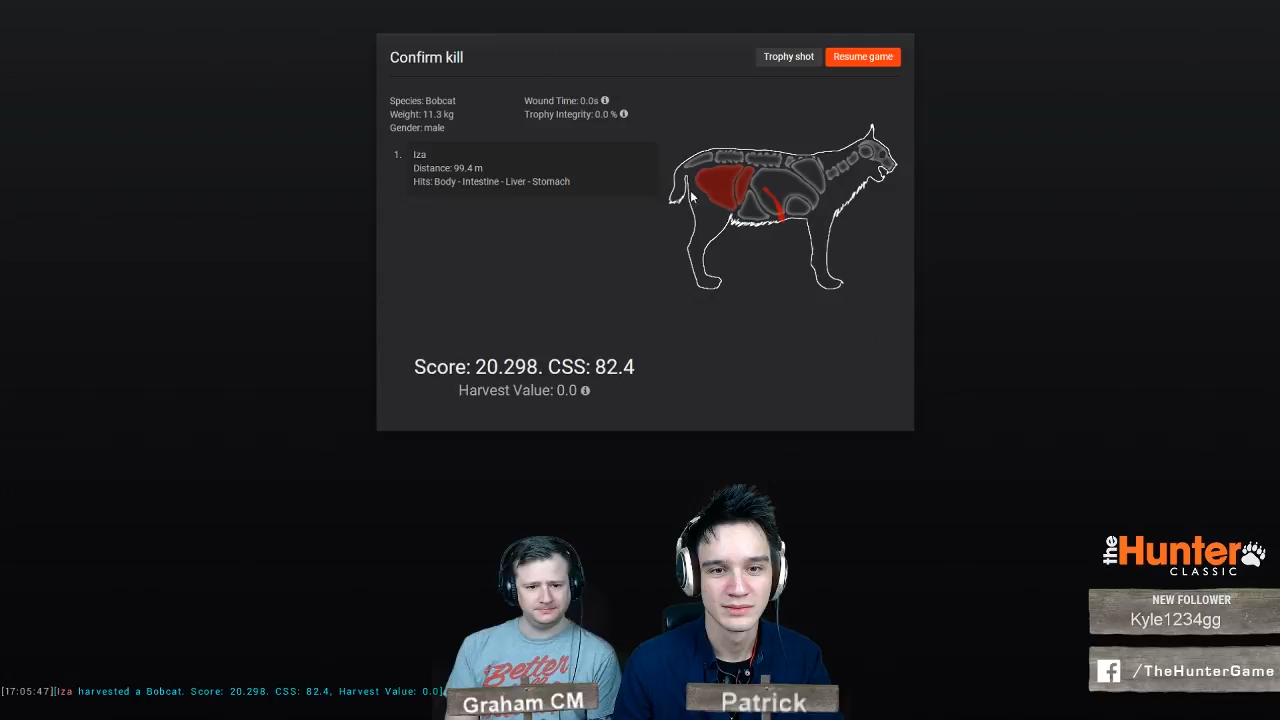 Confirm kill
Trophy shot
Resume game
Species: Bobcat
Weight: 11.3 kg
Gender: male
Wound Time: 0.0s
Trophy Integrity: 0.0 %
1. Iza
Distance: 99.4 m
Hits: Body - Intestine - Liver - Stomach
Score: 20.298. CSS: 82.4
Harvest Value: 0.0
theHunter
CLASSIC
NEW FOLLOWER
Kyle1234gg
/TheHunterGame
Better
[17:05:47][Iza harvested a Bobcat. Score: 20.298. CSS: 82.4, Harvest Value: 0.0]
Graham CM
Patrick